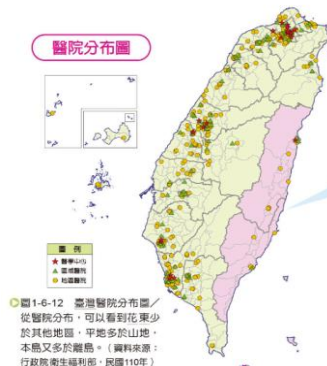 醫院分布圖
圖例
醫學中心
區域醫院
地區醫院
圖1-6-12 臺灣醫院分布圖／
從醫院分布，可以看到花東少
於其他地區，平地多於山地，
本島又多於離島。（資料來源：
行政院衛生福利部，民國110年）